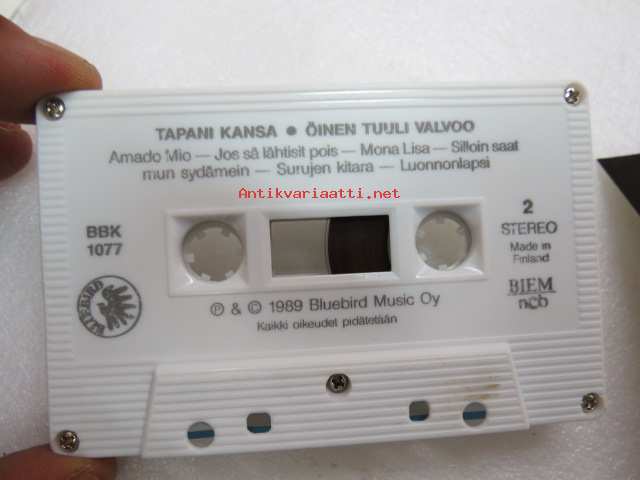 TAPANI KANSA ● ÖINEN TUULI VALVOO
Amado Mio — Jos sä lähtisit pois — Mona Lisa — Silloin saat
mun sydämein — Surujen kitara — Luonnonlapsi
Antikvariaatti.net
BBK
1077
2
STEREO
Made in
Finland
BLUEBIRD
BIEM
ncb
℗ & © 1989 Bluebird Music Oy
Kaikki oikeudet pidätetään